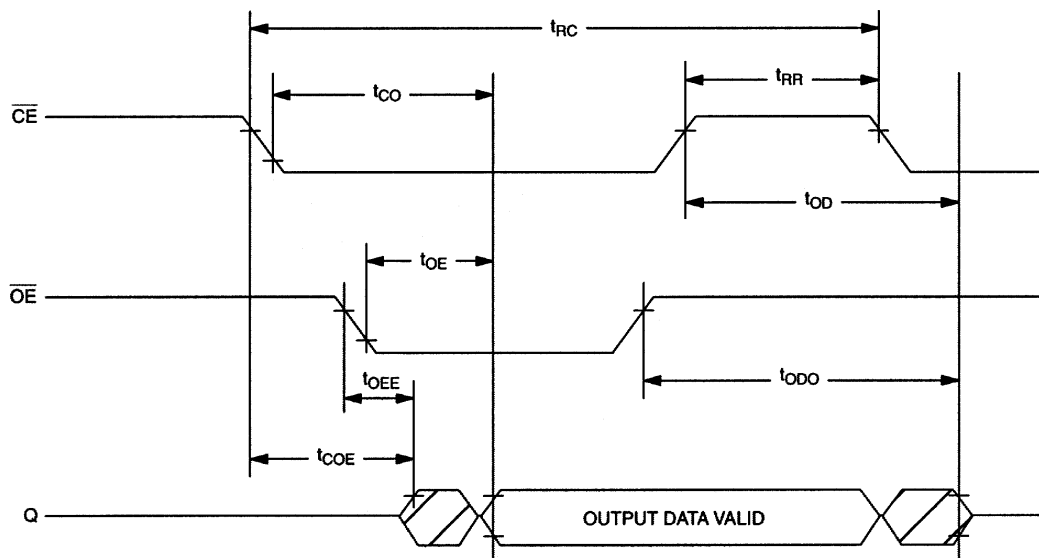 tRC
tRR
tCO
CE
tOD
tOE
OE
tOEE
tODO
tCOE
Q
OUTPUT DATA VALID